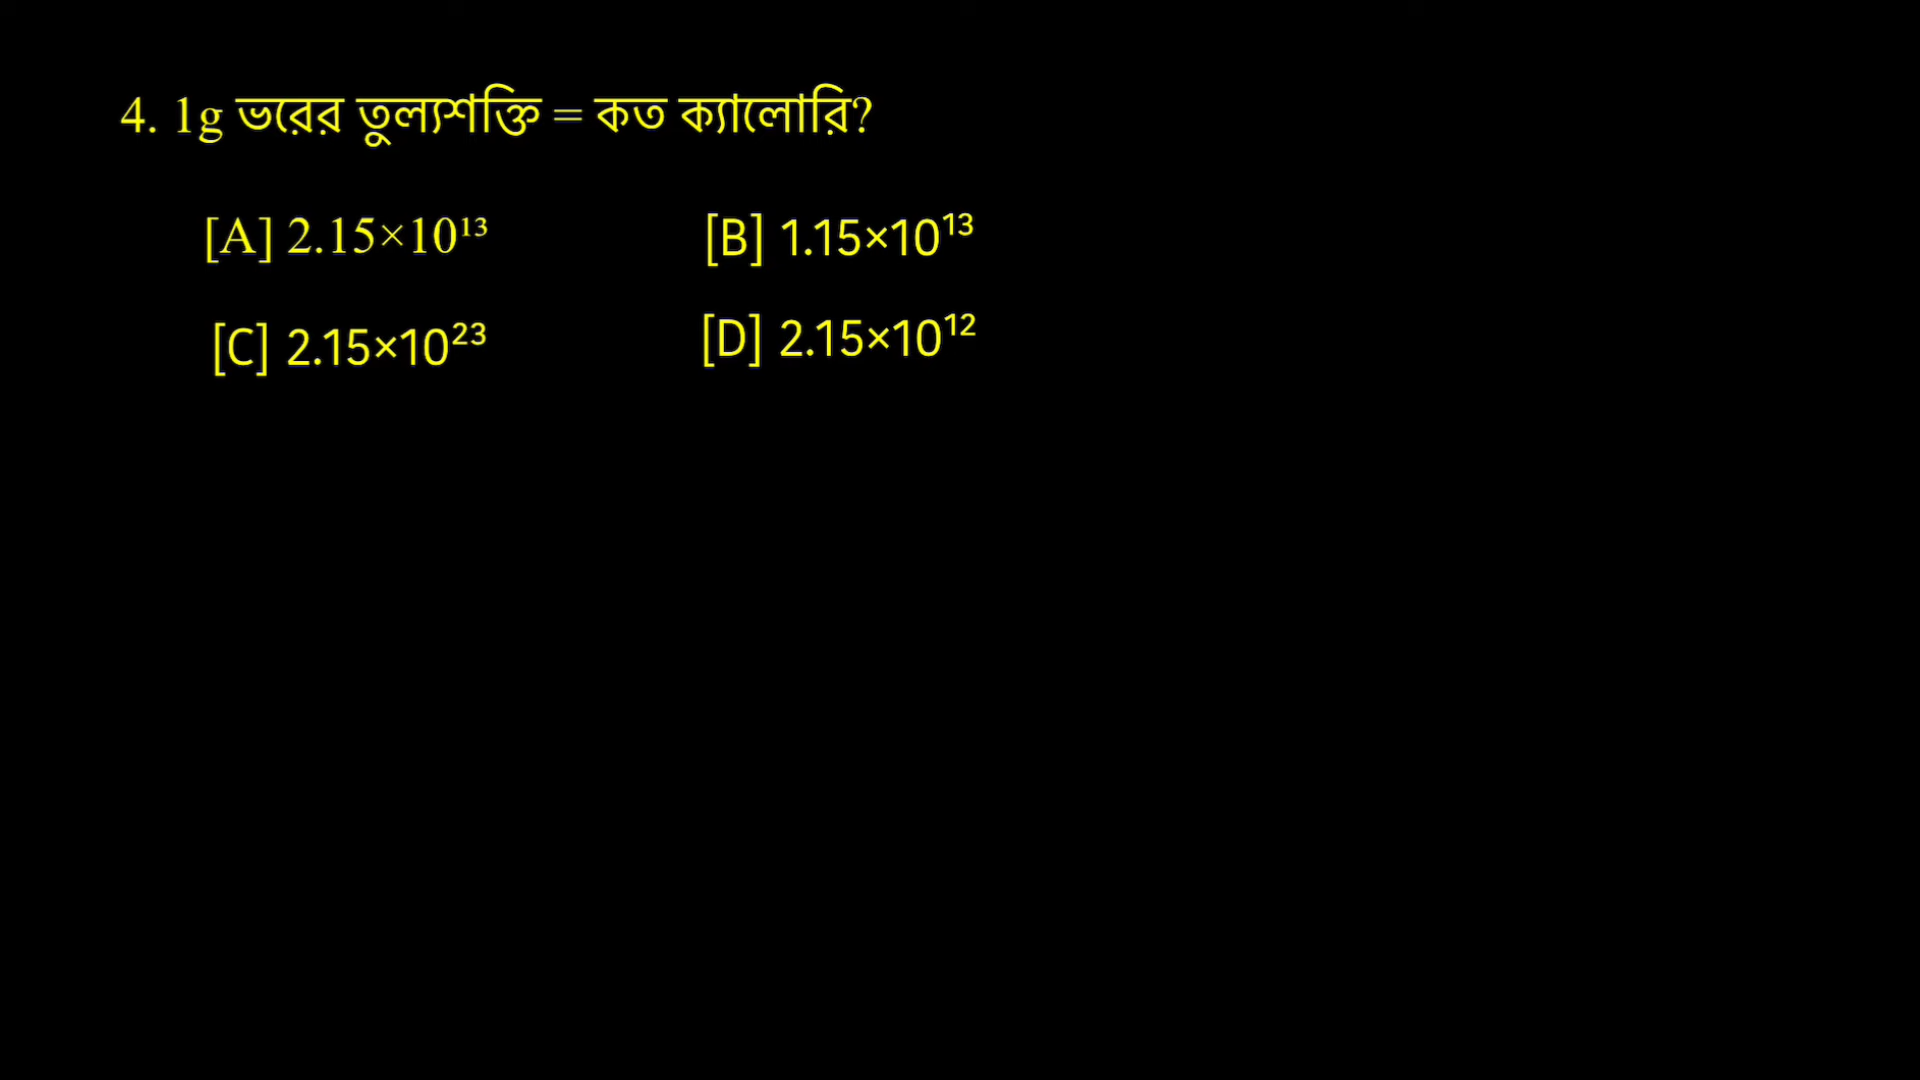 4. 1g ভরের তুল্যশক্তি = কত ক্যালোরি?
[A] 2.15×10¹³ [B] 1.15×10¹³
[C] 2.15×10²³ [D] 2.15×10¹²